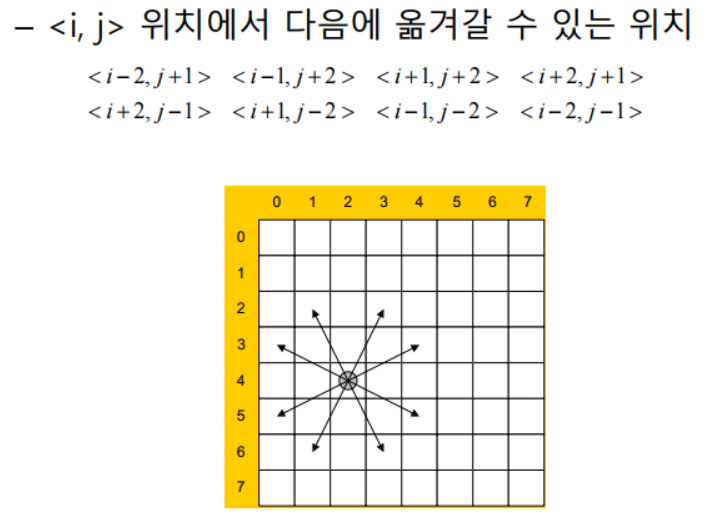 – <i, j> 위치에서 다음에 옮겨갈 수 있는 위치
<i−2, j+1> <i−1, j+2> <i+1, j+2> <i+2, j+1>
<i+2, j−1> <i+1, j−2> <i−1, j−2> <i−2, j−1>
0 1 2 3 4 5 6 7
0
1
2
3
4
5
6
7